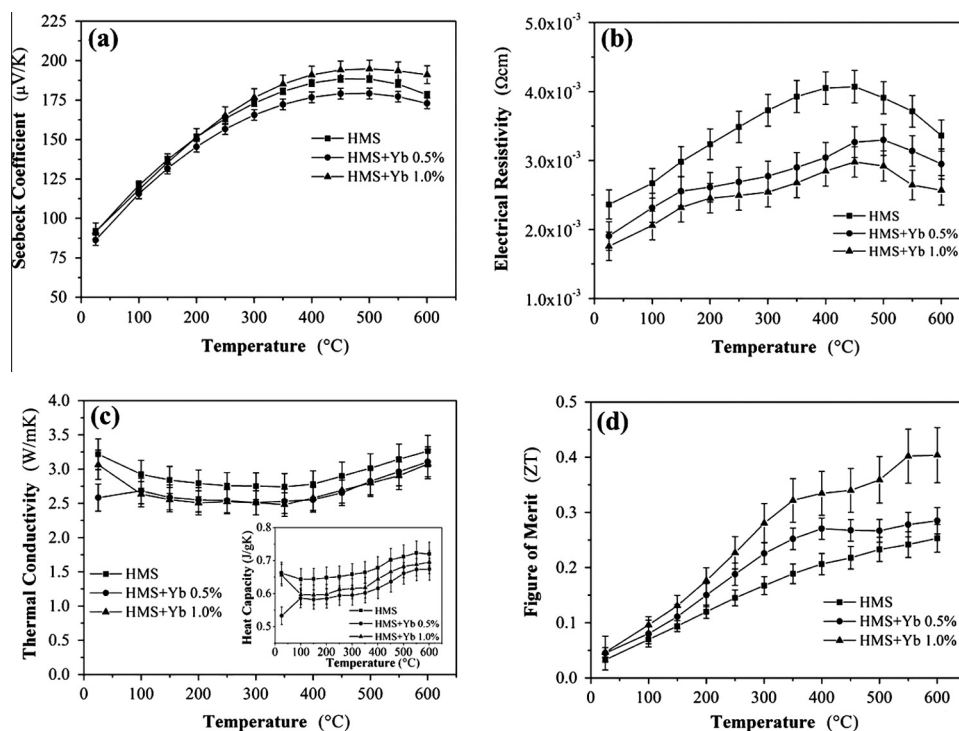 (a)
225
200
175
150
125
100
75
50
Seebeck Coefficient (μV/K)
HMS
HMS+Yb 0.5%
HMS+Yb 1.0%
0 100 200 300 400 500 600
Temperature (°C)
(b)
5.0x10⁻³
4.0x10⁻³
3.0x10⁻³
2.0x10⁻³
1.0x10⁻³
Electrical Resistivity (Ωcm)
HMS
HMS+Yb 0.5%
HMS+Yb 1.0%
0 100 200 300 400 500 600
Temperature (°C)
(c)
4.0
3.5
3.0
2.5
2.0
1.5
1.0
0.5
0.0
Thermal Conductivity (W/mK)
HMS
HMS+Yb 0.5%
HMS+Yb 1.0%
0.8
0.7
0.6
0.5
Heat Capacity (J/gK)
HMS
HMS+Yb 0.5%
HMS+Yb 1.0%
0 100 200 300 400 500 600
Temperature (°C)
0 100 200 300 400 500 600
Temperature (°C)
(d)
0.5
0.4
0.3
0.2
0.1
0.0
Figure of Merit (ZT)
HMS
HMS+Yb 0.5%
HMS+Yb 1.0%
0 100 200 300 400 500 600
Temperature (°C)